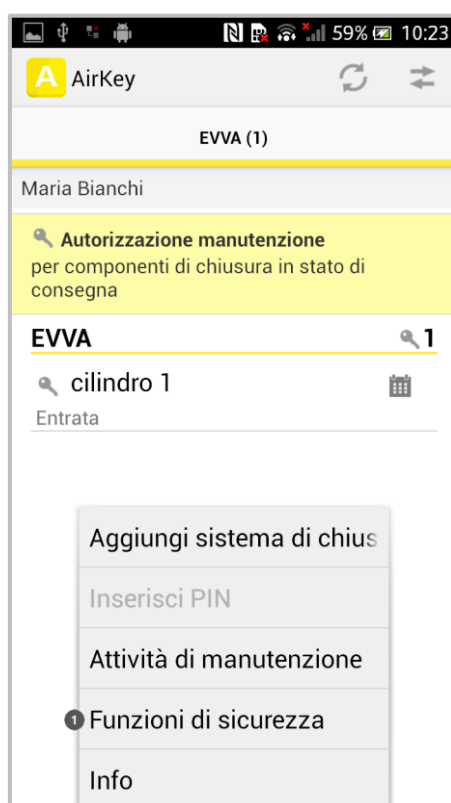 59% 10:23
A AirKey
EVVA (1)
Maria Bianchi
Autorizzazione manutenzione
per componenti di chiusura in stato di
consegna
EVVA 1
cilindro 1
Entrata
Aggiungi sistema di chius
Inserisci PIN
Attività di manutenzione
1 Funzioni di sicurezza
Info